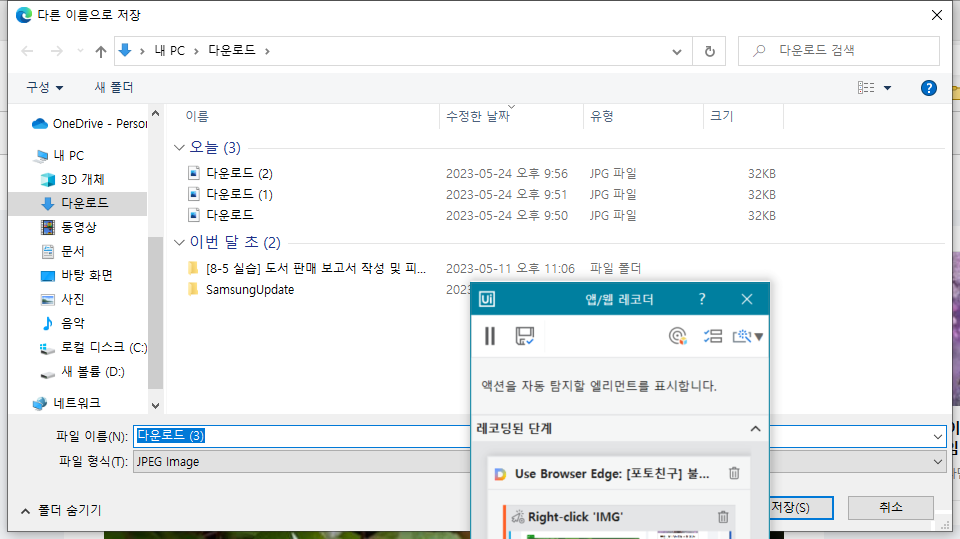 다른 이름으로 저장
내 PC > 다운로드 >
다운로드 검색
구성
새 폴더
OneDrive - Person
내 PC
3D 개체
다운로드
동영상
문서
바탕 화면
사진
음악
로컬 디스크 (C:)
새 볼륨 (D:)
네트워크
이름 수정한 날짜 유형 크기
오늘 (3)
다운로드 (2) 2023-05-24 오후 9:56 JPG 파일 32KB
다운로드 (1) 2023-05-24 오후 9:51 JPG 파일 32KB
다운로드 2023-05-24 오후 9:50 JPG 파일 32KB
이번 달 초 (2)
[8-5 실습] 도서 판매 보고서 작성 및 피... 2023-05-11 오후 11:06 파일 폴더
SamsungUpdate 2023
Ui 앱/웹 레코더 ?
액션을 자동 탐지할 엘리먼트를 표시합니다.
레코딩된 단계
Use Browser Edge: [포토친구] 불...
Right-click 'IMG'
파일 이름(N): 다운로드 (3)
파일 형식(T): JPEG Image
폴더 숨기기
저장(S)
취소